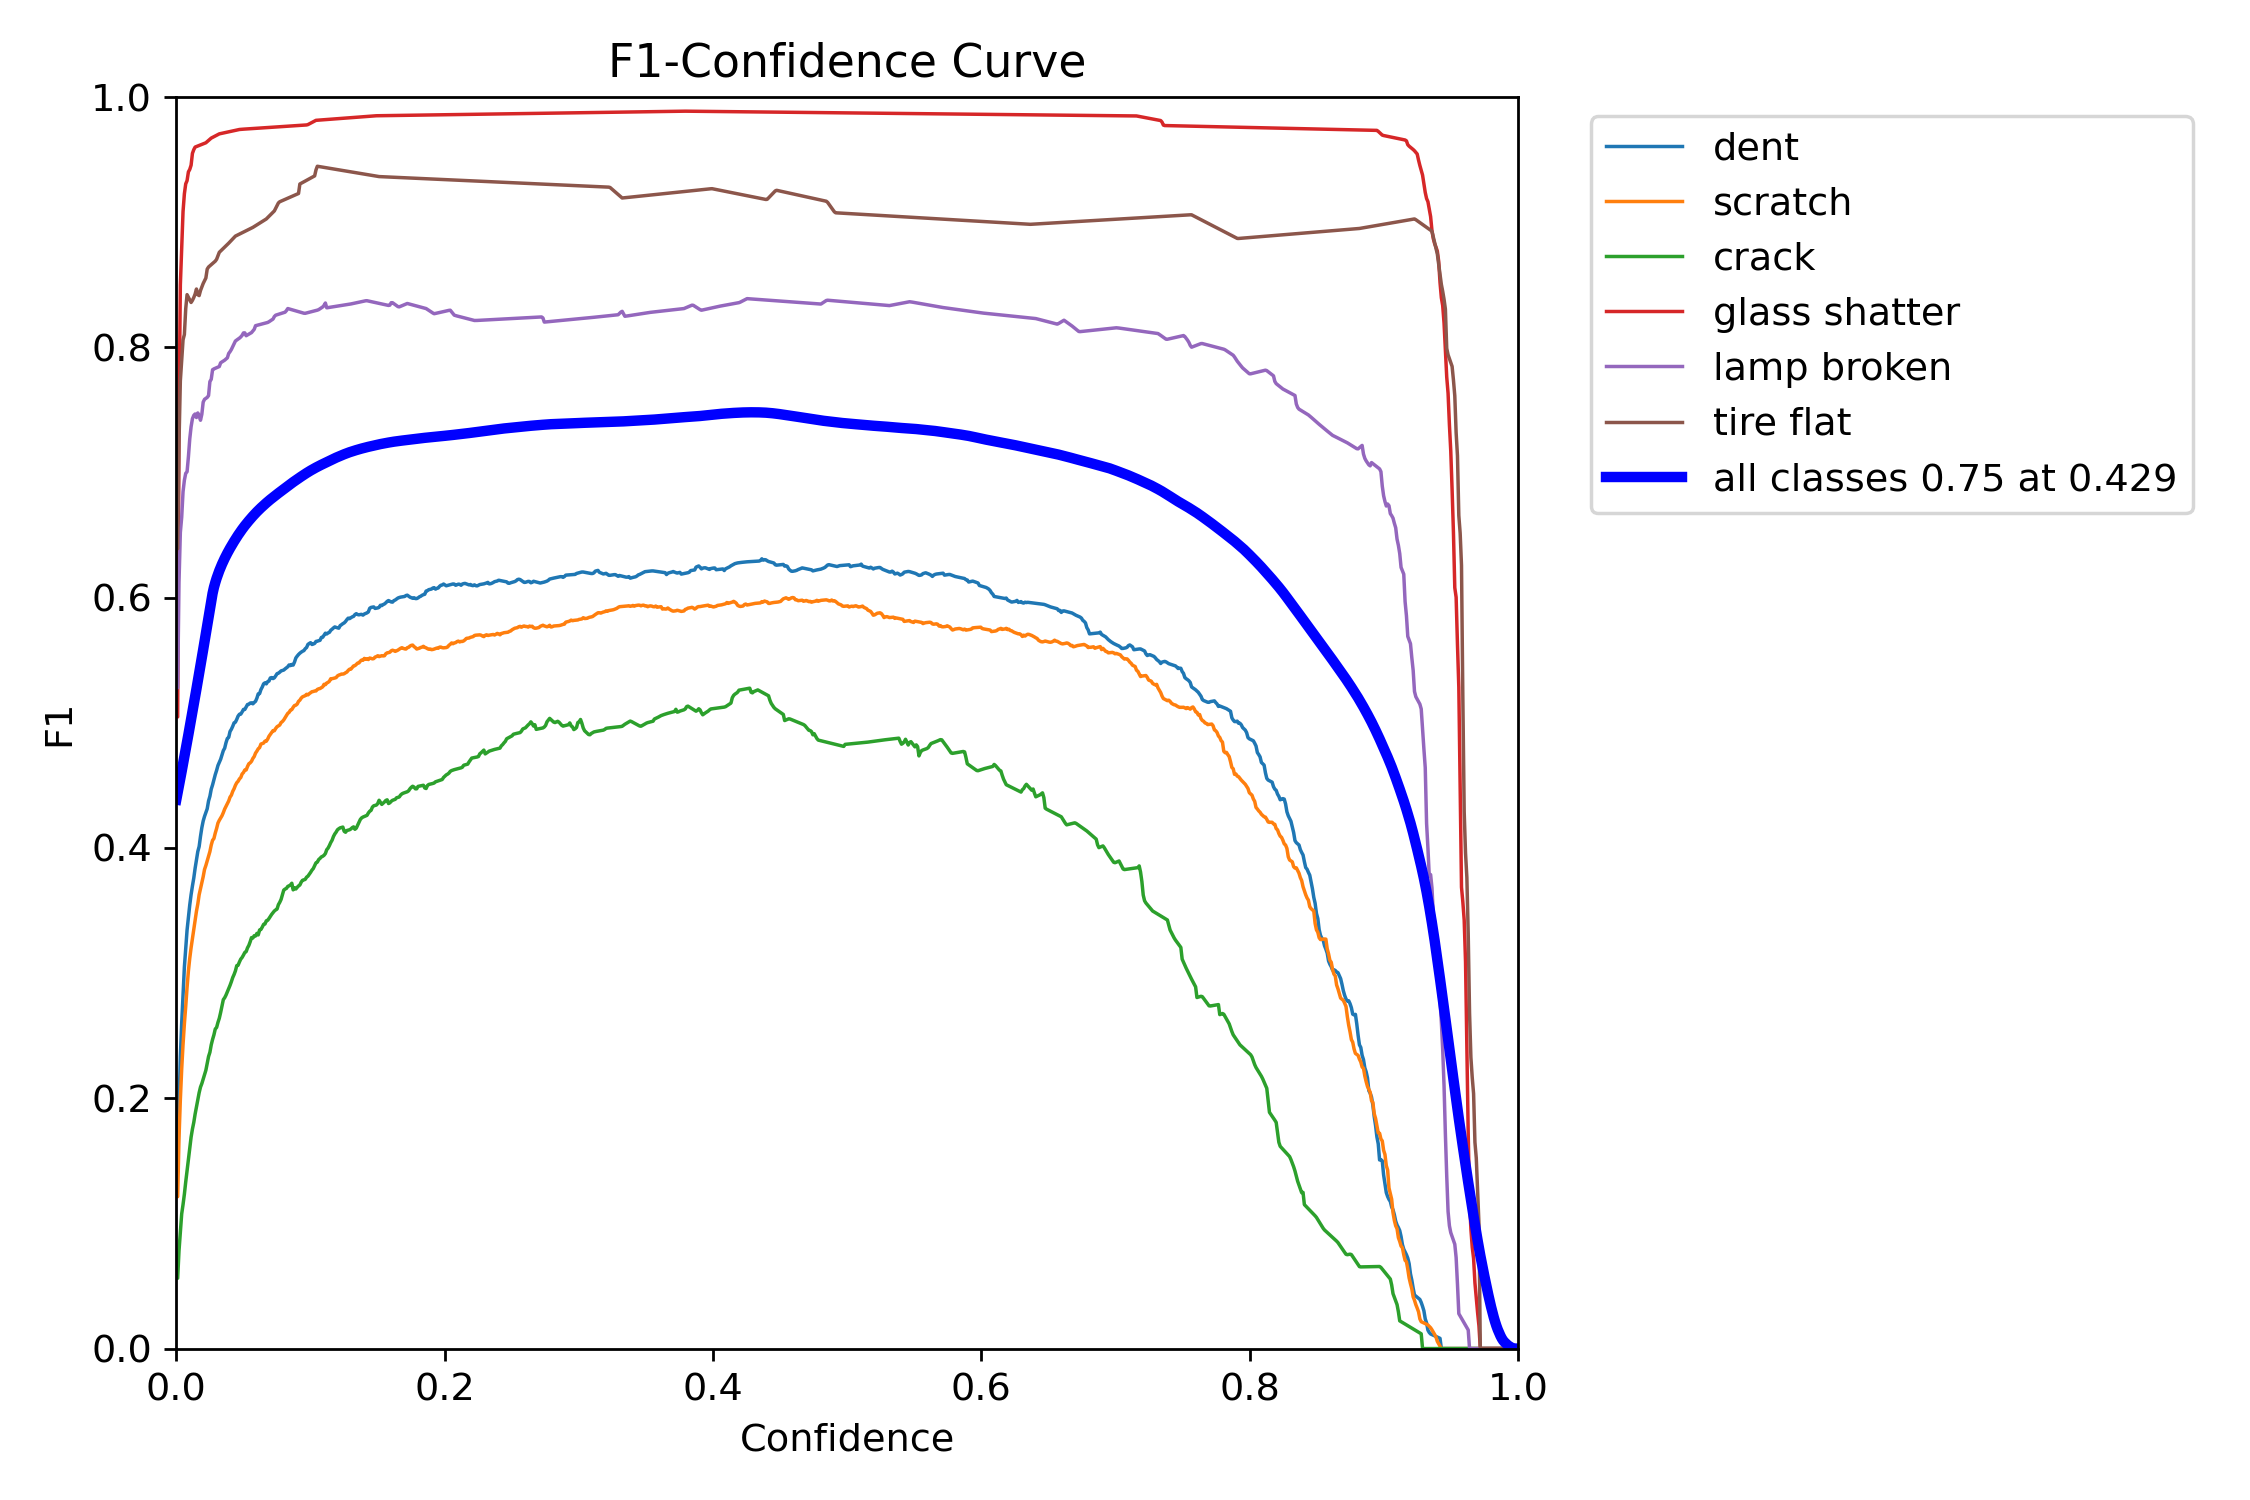 F1-Confidence Curve
1.0
0.8
0.6
0.4
0.2
0.0
F1
0.0 0.2 0.4 0.6 0.8 1.0
Confidence
dent
scratch
crack
glass shatter
lamp broken
tire flat
all classes 0.75 at 0.429